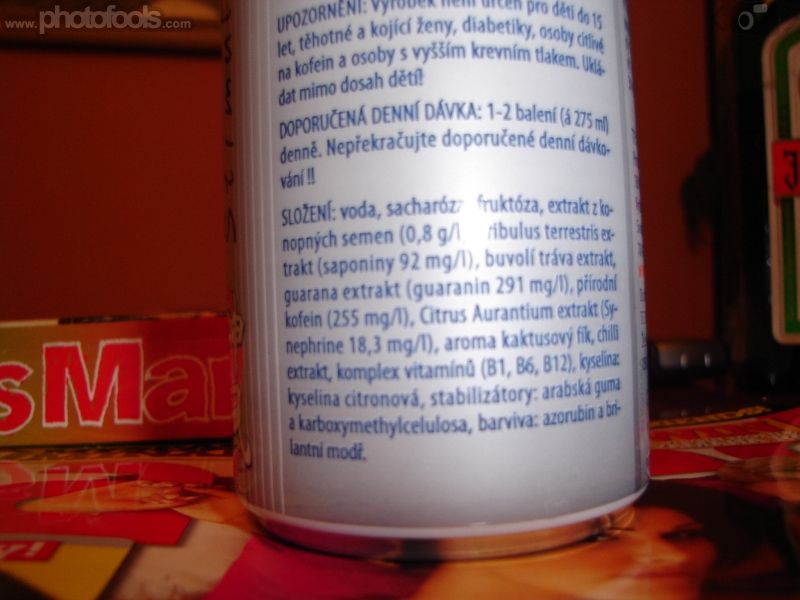 www.photofools.com
UPOZORNĚNÍ: Výrobek není určen pro děti do 15
let, těhotné a kojící ženy, diabetiky, osoby citlivé
na kofein a osoby s vyšším krevním tlakem. Uklá-
dat mimo dosah dětí!
DOPORUČENÁ DENNÍ DÁVKA: 1-2 balení (á 275 ml)
denně. Nepřekračujte doporučené denní dávko-
vání !!
SLOŽENÍ: voda, sacharóza, fruktóza, extrakt z ko-
nopných semen (0,8 g/l), tribulus terrestris ex-
trakt (saponiny 92 mg/l), buvolí tráva extrakt,
guarana extrakt (guaranin 291 mg/l), přírodní
kofein (255 mg/l), Citrus Aurantium extrakt (Sy-
nephrine 18,3 mg/l), aroma kaktusový fík, chilli
extrakt, komplex vitamínů (B1, B6, B12), kyselina:
kyselina citronová, stabilizátory: arabská guma
a karboxymethylcelulosa, barviva: azorubin a bri-
lantní modř.
sMar